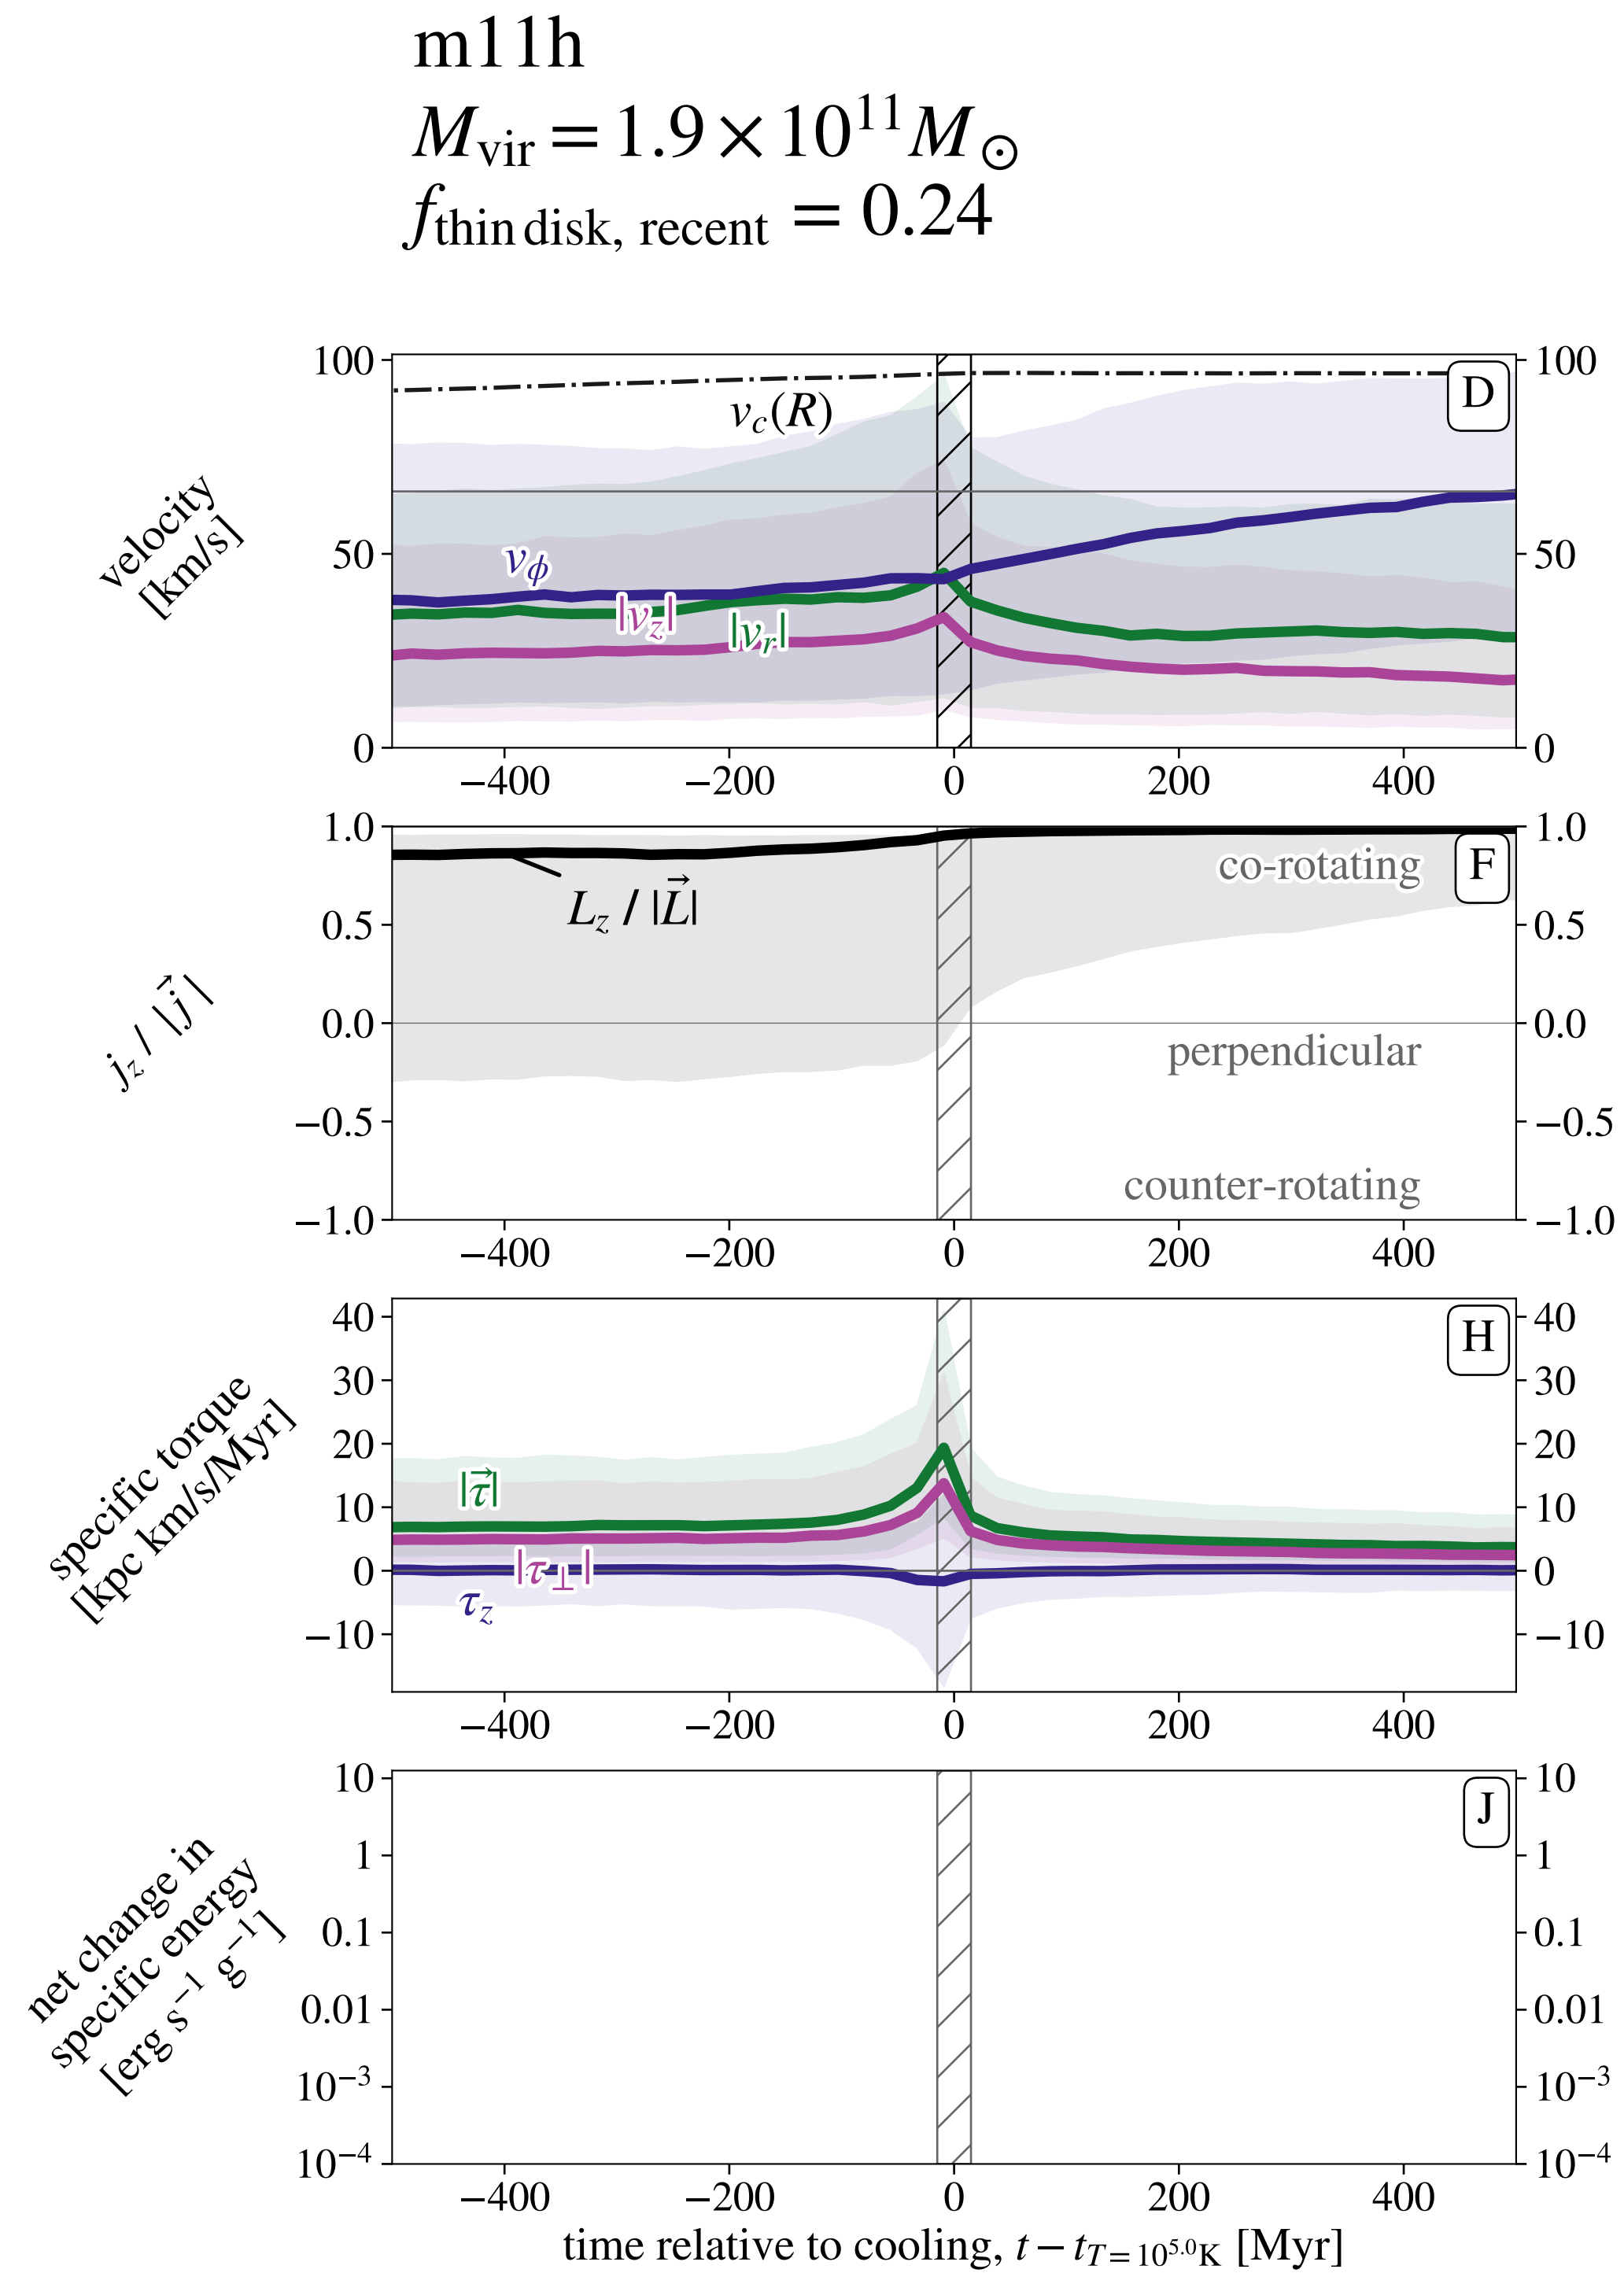 m11h
M_vir = 1.9 × 10^11 M_⊙
f_thin disk, recent = 0.24
velocity
[km/s]
100
50
0
100
50
0
D
v_c(R)
v_ϕ
|v_z|
|v_r|
−400 −200 0 200 400
j_z / |j⃗|
1.0
0.5
0.0
−0.5
−1.0
1.0
0.5
0.0
−0.5
−1.0
F
L_z / |L⃗|
co-rotating
perpendicular
counter-rotating
−400 −200 0 200 400
specific torque
[kpc km/s/Myr]
40
30
20
10
0
−10
40
30
20
10
0
−10
H
|τ⃗|
|τ_⊥|
τ_z
−400 −200 0 200 400
net change in
specific energy
[erg s^−1 g^−1]
10
1
0.1
0.01
10^−3
10^−4
10
1
0.1
0.01
10^−3
10^−4
J
−400 −200 0 200 400
time relative to cooling, t − t_T = 10^5.0 K [Myr]